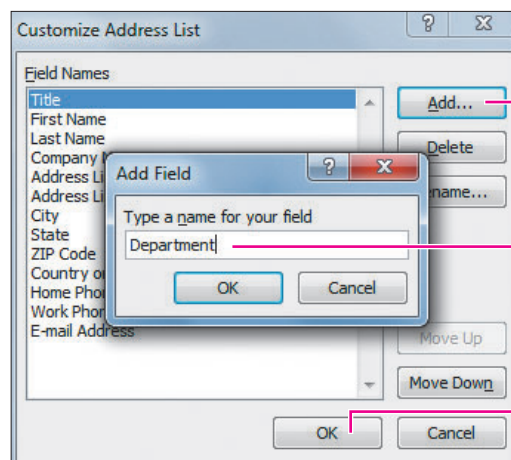 Customize Address List
Field Names
Title
First Name
Last Name
Company
Address Li
Address Li
City
State
ZIP Code
Country o
Home Pho
Work Phon
E-mail Address
Add...
Delete
ename...
Move Up
Move Down
OK
Cancel
Add Field
Type a name for your field
Department
OK
Cancel